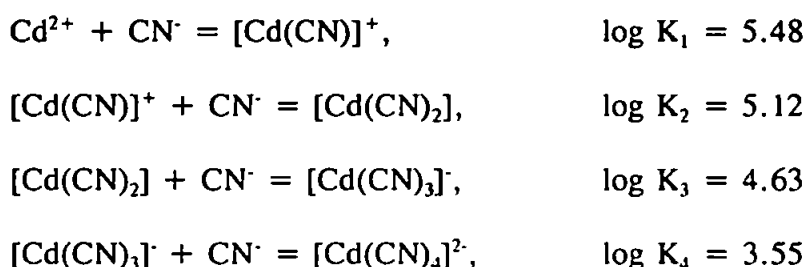 Cd²⁺ + CN⁻ = [Cd(CN)]⁺, log K₁ = 5.48
[Cd(CN)]⁺ + CN⁻ = [Cd(CN)₂], log K₂ = 5.12
[Cd(CN)₂] + CN⁻ = [Cd(CN)₃]⁻, log K₃ = 4.63
[Cd(CN)₃]⁻ + CN⁻ = [Cd(CN)₄]²⁻, log K₄ = 3.55